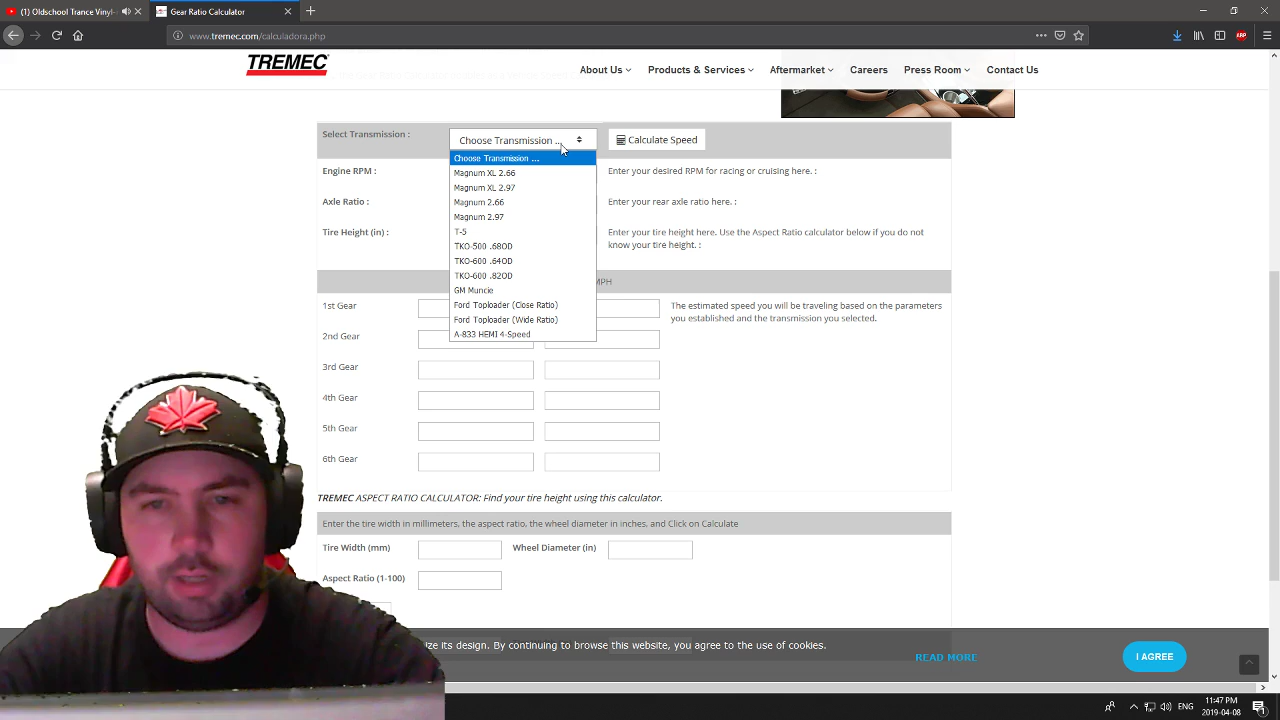 (1) Oldschool Trance Vinyl-
Gear Ratio Calculator
www.tremec.com/calculadora.php
TREMEC
About Us
Products & Services
Aftermarket
Careers
Press Room
Contact Us
Select Transmission :
Choose Transmission ...
Calculate Speed
Choose Transmission ...
Magnum XL 2.66
Magnum XL 2.97
Magnum 2.66
Magnum 2.97
T-5
TKO-500 .68OD
TKO-600 .64OD
TKO-600 .82OD
GM Muncie
Ford Toploader (Close Ratio)
Ford Toploader (Wide Ratio)
A-833 HEMI 4-Speed
Engine RPM :
Enter your desired RPM for racing or cruising here. :
Axle Ratio :
Enter your rear axle ratio here. :
Tire Height (in) :
Enter your tire height here. Use the Aspect Ratio calculator below if you do not
know your tire height. :
MPH
1st Gear
The estimated speed you will be traveling based on the parameters
you established and the transmission you selected.
2nd Gear
3rd Gear
4th Gear
5th Gear
6th Gear
TREMEC ASPECT RATIO CALCULATOR: Find your tire height using this calculator.
Enter the tire width in millimeters, the aspect ratio, the wheel diameter in inches, and Click on Calculate
Tire Width (mm)
Wheel Diameter (in)
Aspect Ratio (1-100)
ize its design. By continuing to browse this website, you agree to the use of cookies.
READ MORE
I AGREE
ENG
11:47 PM
2019-04-08